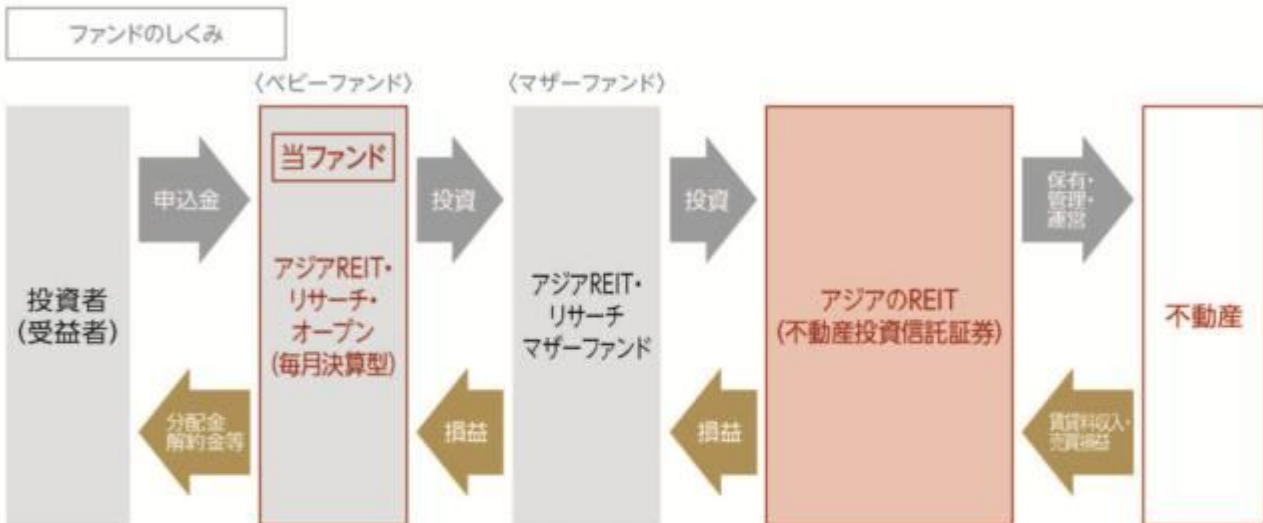 ファンドのしくみ
〈ベビーファンド〉
〈マザーファンド〉
投資者
(受益者)
申込金
分配金
解約金等
当ファンド
アジアREIT・
リサーチ・
オープン
(毎月決算型)
投資
損益
アジアREIT・
リサーチ
マザーファンド
投資
損益
アジアのREIT
(不動産投資信託証券)
保有・
管理・
運営
賃貸料収入・
売買損益
不動産